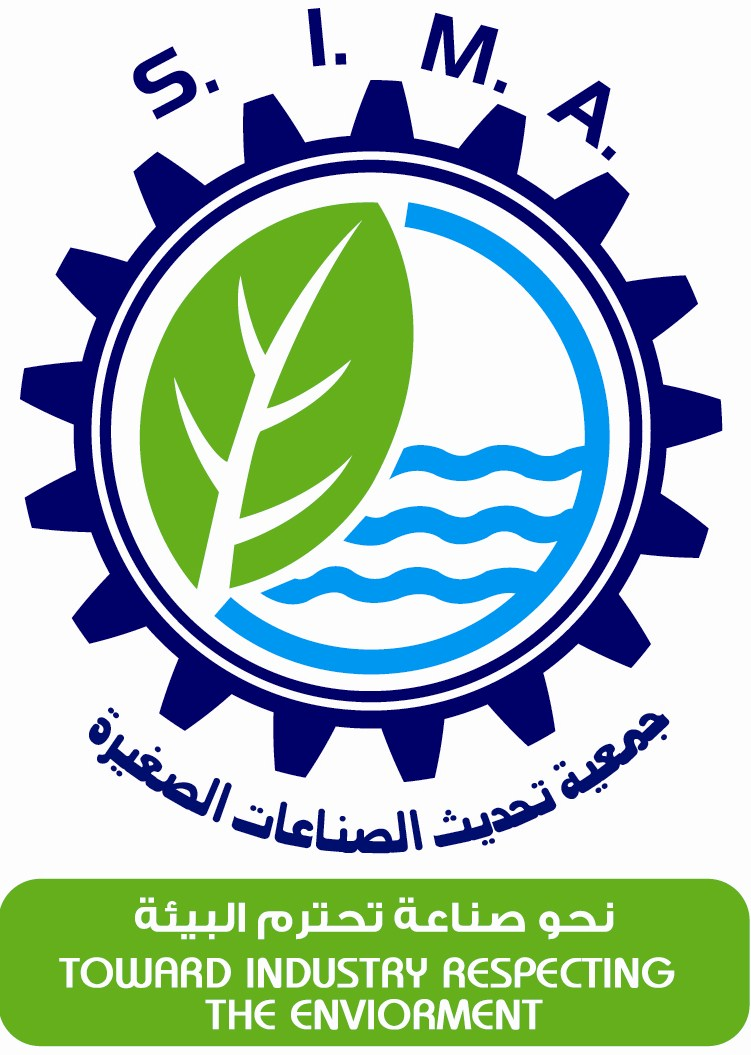 S. I. M. A.
جمعية تحديث الصناعات الصغيرة
نحو صناعة تحترم البيئة
TOWARD INDUSTRY RESPECTING
THE ENVIORMENT